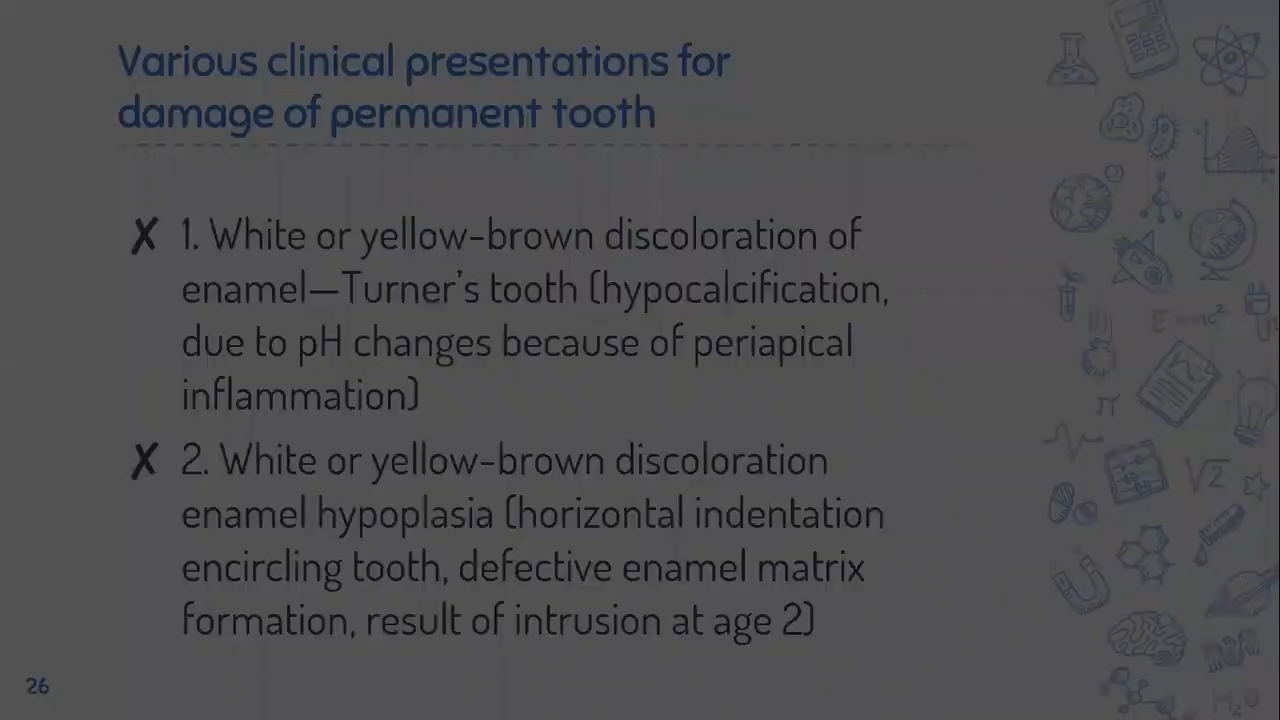 Various clinical presentations for
damage of permanent tooth
✗ 1. White or yellow-brown discoloration of
enamel—Turner’s tooth (hypocalcification,
due to pH changes because of periapical
inflammation)
✗ 2. White or yellow-brown discoloration
enamel hypoplasia (horizontal indentation
encircling tooth, defective enamel matrix
formation, result of intrusion at age 2)
26
π
√2
H₂O